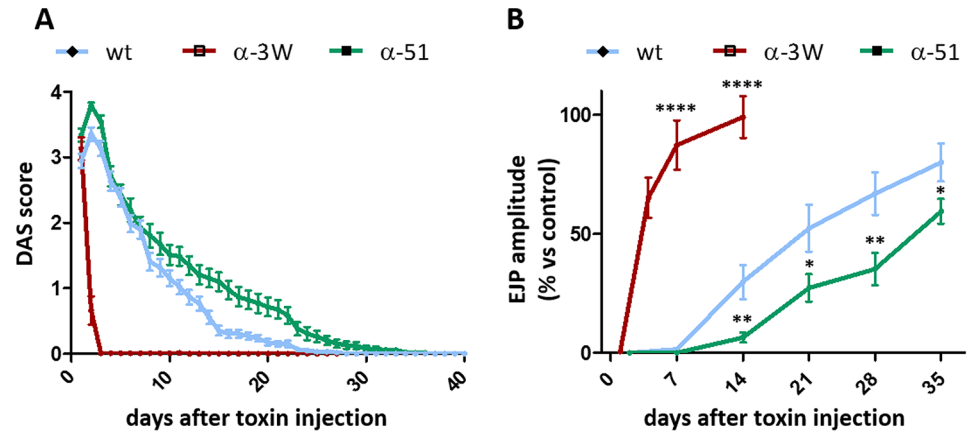 A
wt α-3W α-51
DAS score
4
3
2
1
0
0 10 20 30 40
days after toxin injection
B
wt α-3W α-51
EJP amplitude
(% vs control)
100
50
0
**** ****
** * ** *
0 7 14 21 28 35
days after toxin injection